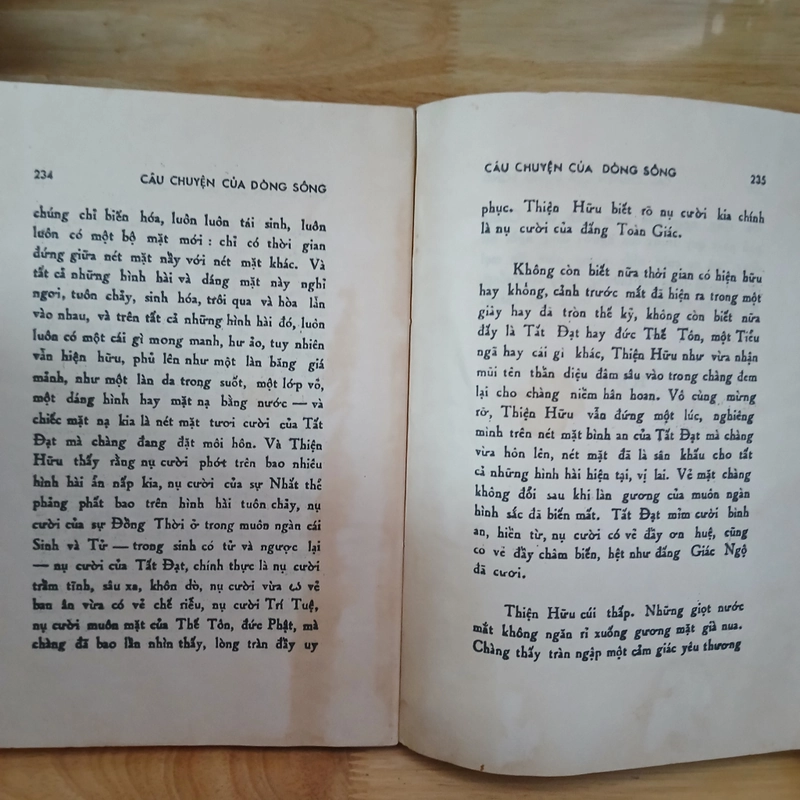 234
CÂU CHUYỆN CỦA DÒNG SÔNG
chúng chỉ biến hóa, luôn luôn tái sinh, luôn
luôn có một bộ mặt mới : chỉ có thời gian
đứng giữa nét mặt nầy với nét mặt khác. Và
tất cả những hình hài và dáng mặt này nghỉ
ngơi, tuôn chảy, sinh hóa, trôi qua và hòa lẫn
vào nhau, và trên tất cả những hình hài đó, luôn
luôn có một cái gì mong manh, hư ảo, tuy nhiên
vẫn hiện hữu, phủ lên như một làn băng giá
mảnh, như một làn da trong suốt, một lớp vỏ,
một dáng hình hay mặt nạ bằng nước — và
chiếc mặt nạ kia là nét mặt tươi cười của Tất
Đạt mà chàng đang đặt môi hôn. Và Thiện
Hữu thấy rằng nụ cười phớt trên bao nhiêu
hình hài ẩn nấp kia, nụ cười của sự Nhất thể
phảng phất bao trên hình hài tuôn chảy, nụ
cười của sự Đồng Thời ở trong muôn ngàn cái
Sinh và Tử — trong sinh có tử và ngược lại
— nụ cười của Tất Đạt, chính thực là nụ cười
trầm tĩnh, sâu xa, khôn dò, nụ cười vừa có vẻ
ban ân vừa có vẻ chế riễu, nụ cười Trí Tuệ,
nụ cười muôn mặt của Thế Tôn, đức Phật, mà
chàng đã bao lần nhìn thấy, lòng tràn đầy uy
CÂU CHUYỆN CỦA DÒNG SÔNG
235
phục. Thiện Hữu biết rõ nụ cười kia chính
là nụ cười của đấng Toàn Giác.
Không còn biết nữa thời gian có hiện hữu
hay không, cảnh trước mắt đã hiện ra trong một
giây hay đã tròn thế kỷ, không còn biết nữa
đấy là Tất Đạt hay đức Thế Tôn, một Tiểu
ngã hay cái gì khác, Thiện Hữu như vừa nhận
mũi tên thần diệu đâm sâu vào trong chàng đem
lại cho chàng niềm hân hoan. Vô cùng mừng
rỡ, Thiện Hữu vẫn đứng một lúc, nghiêng
mình trên nét mặt bình an của Tất Đạt mà chàng
vừa hôn lên, nét mặt đã là sân khấu cho tất
cả những hình hài hiện tại, vị lai. Vẻ mặt chàng
không đổi sau khi làn gương của muôn ngàn
hình sắc đã biến mất. Tất Đạt mỉm cười bình
an, hiền từ, nụ cười có vẻ đầy ơn huệ, cũng
có vẻ đầy châm biến, hệt như đấng Giác Ngộ
đã cười.
Thiện Hữu cúi thấp. Những giọt nước
mắt không ngăn rỉ xuống gương mặt già nua.
Chàng thấy tràn ngập một cảm giác yêu thương